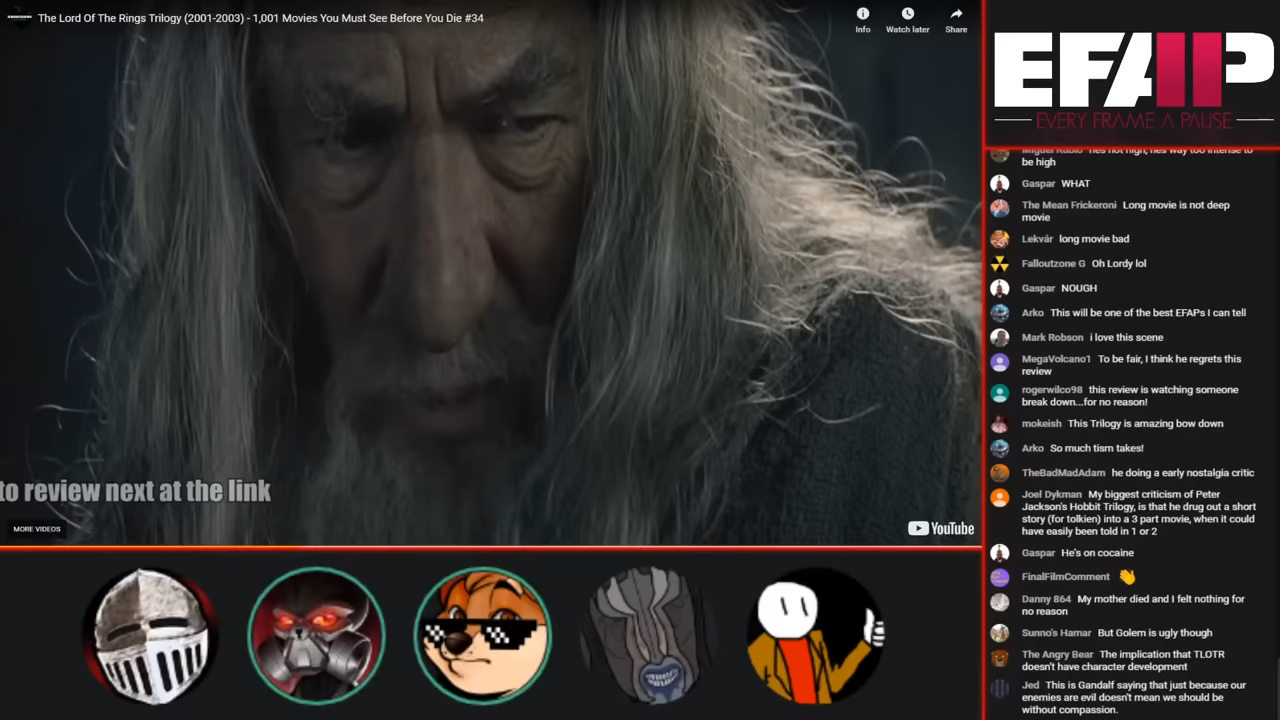 The Lord Of The Rings Trilogy (2001-2003) - 1,001 Movies You Must See Before You Die #34
Info
Watch later
Share
to review next at the link
MORE VIDEOS
YouTube
EFAP
EVERY FRAME A PAUSE
Miguel Rubio hes not high, hes way too intense to
be high
Gaspar WHAT
The Mean Frickeroni Long movie is not deep
movie
Lekvár long movie bad
Falloutzone G Oh Lordy lol
Gaspar NOUGH
Arko This will be one of the best EFAPs I can tell
Mark Robson i love this scene
MegaVolcano1 To be fair, I think he regrets this
review
rogerwilco98 this review is watching someone
break down...for no reason!
mokeish This Trilogy is amazing bow down
Arko So much tism takes!
TheBadMadAdam he doing a early nostalgia critic
Joel Dykman My biggest criticism of Peter
Jackson's Hobbit Trilogy, is that he drug out a short
story (for tolkien) into a 3 part movie, when it could
have easily been told in 1 or 2
Gaspar He's on cocaine
FinalFilmComment
Danny 864 My mother died and I felt nothing for
no reason
Sunno's Hamar But Golem is ugly though
The Angry Bear The implication that TLOTR
doesn't have character development
Jed This is Gandalf saying that just because our
enemies are evil doesn't mean we should be
without compassion.